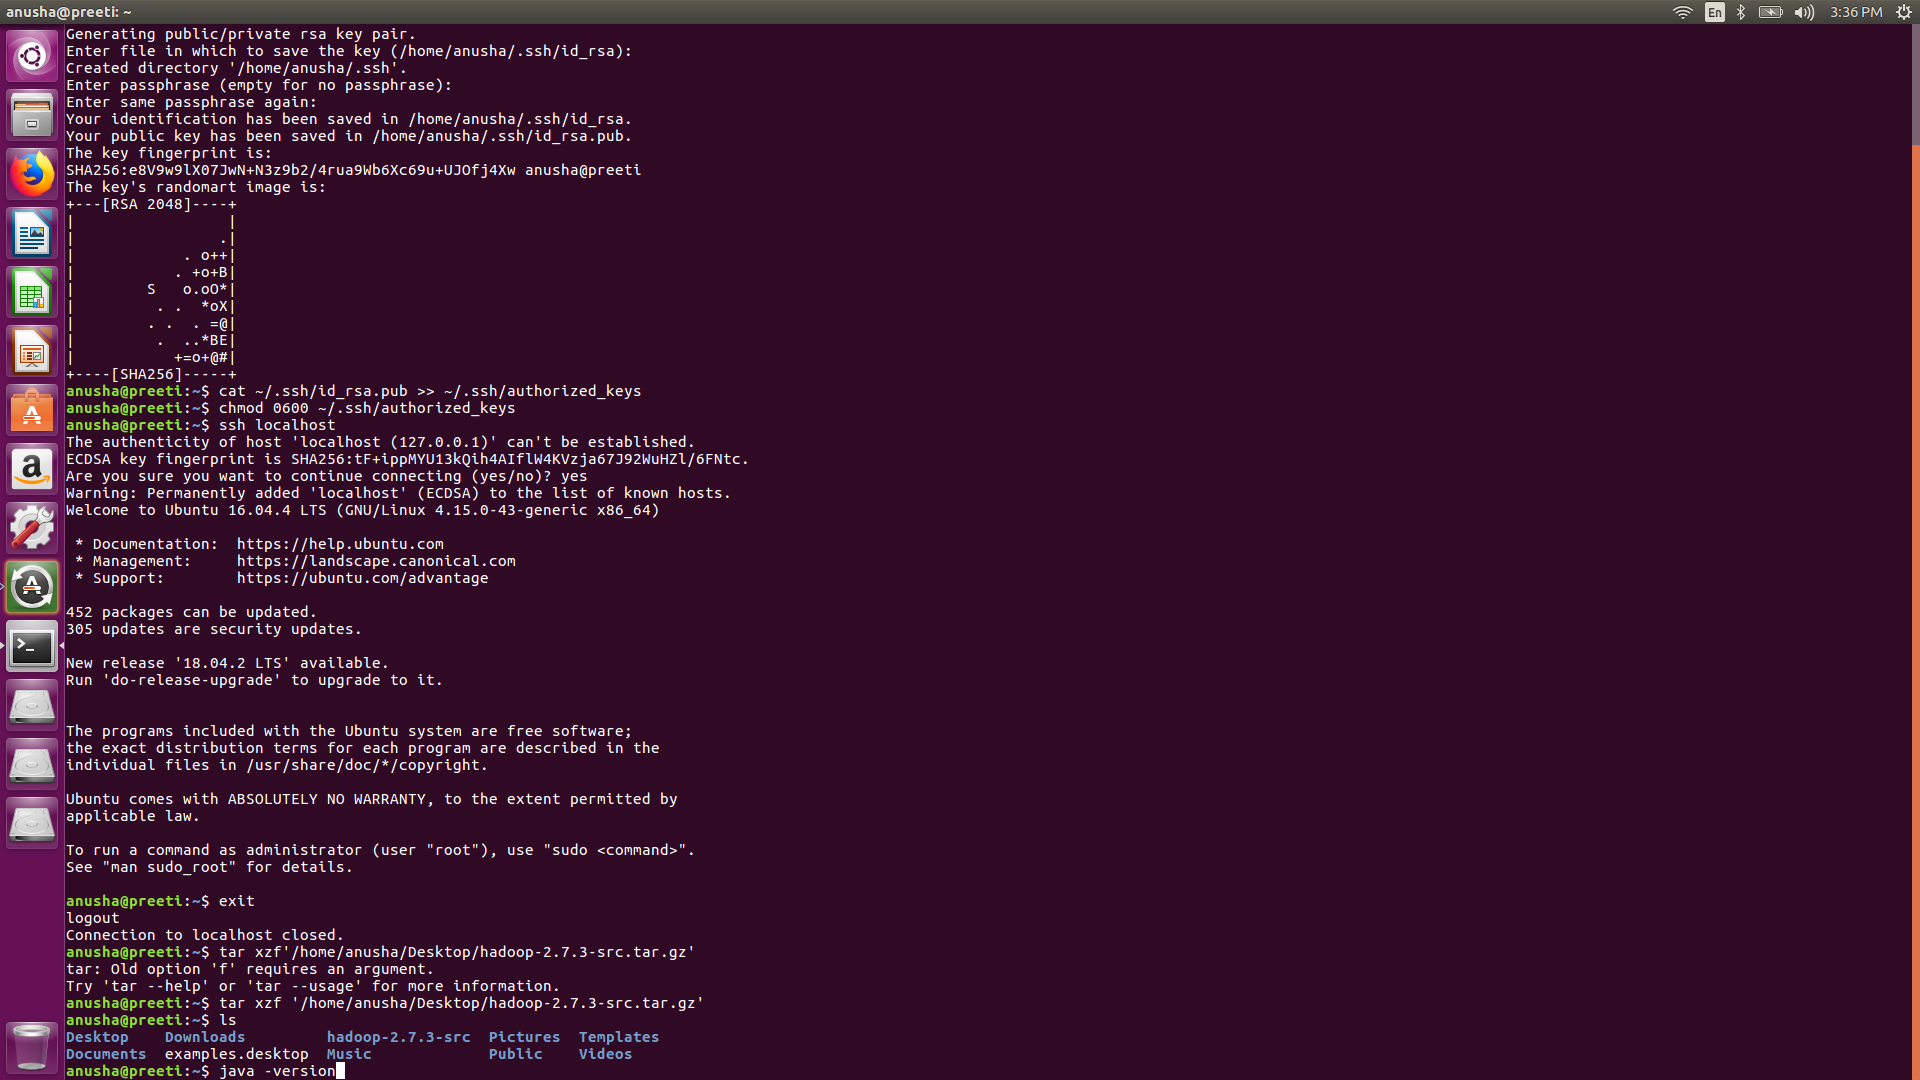 anusha@preeti: ~
En
3:36 PM
Generating public/private rsa key pair.
Enter file in which to save the key (/home/anusha/.ssh/id_rsa):
Created directory '/home/anusha/.ssh'.
Enter passphrase (empty for no passphrase):
Enter same passphrase again:
Your identification has been saved in /home/anusha/.ssh/id_rsa.
Your public key has been saved in /home/anusha/.ssh/id_rsa.pub.
The key fingerprint is:
SHA256:e8V9w9lX07JwN+N3z9b2/4rua9Wb6Xc69u+UJOfj4Xw anusha@preeti
The key's randomart image is:
+---[RSA 2048]----+
|                 |
|                .|
|            . o++|
|           . +o+B|
|        S   o.oO*|
|         . .  *oX|
|        . .  . =@|
|         .  ..*BE|
|           +=o+@#|
+----[SHA256]-----+
anusha@preeti:~$ cat ~/.ssh/id_rsa.pub >> ~/.ssh/authorized_keys
anusha@preeti:~$ chmod 0600 ~/.ssh/authorized_keys
anusha@preeti:~$ ssh localhost
The authenticity of host 'localhost (127.0.0.1)' can't be established.
ECDSA key fingerprint is SHA256:tF+ippMYU13kQih4AIflW4KVzja67J92WuHZl/6FNtc.
Are you sure you want to continue connecting (yes/no)? yes
Warning: Permanently added 'localhost' (ECDSA) to the list of known hosts.
Welcome to Ubuntu 16.04.4 LTS (GNU/Linux 4.15.0-43-generic x86_64)

 * Documentation:  https://help.ubuntu.com
 * Management:     https://landscape.canonical.com
 * Support:        https://ubuntu.com/advantage

452 packages can be updated.
305 updates are security updates.

New release '18.04.2 LTS' available.
Run 'do-release-upgrade' to upgrade to it.

The programs included with the Ubuntu system are free software;
the exact distribution terms for each program are described in the
individual files in /usr/share/doc/*/copyright.

Ubuntu comes with ABSOLUTELY NO WARRANTY, to the extent permitted by
applicable law.

To run a command as administrator (user "root"), use "sudo <command>".
See "man sudo_root" for details.

anusha@preeti:~$ exit
logout
Connection to localhost closed.
anusha@preeti:~$ tar xzf'/home/anusha/Desktop/hadoop-2.7.3-src.tar.gz'
tar: Old option 'f' requires an argument.
Try 'tar --help' or 'tar --usage' for more information.
anusha@preeti:~$ tar xzf '/home/anusha/Desktop/hadoop-2.7.3-src.tar.gz'
anusha@preeti:~$ ls
Desktop    Downloads         hadoop-2.7.3-src  Pictures  Templates
Documents  examples.desktop  Music             Public    Videos
anusha@preeti:~$ java -version